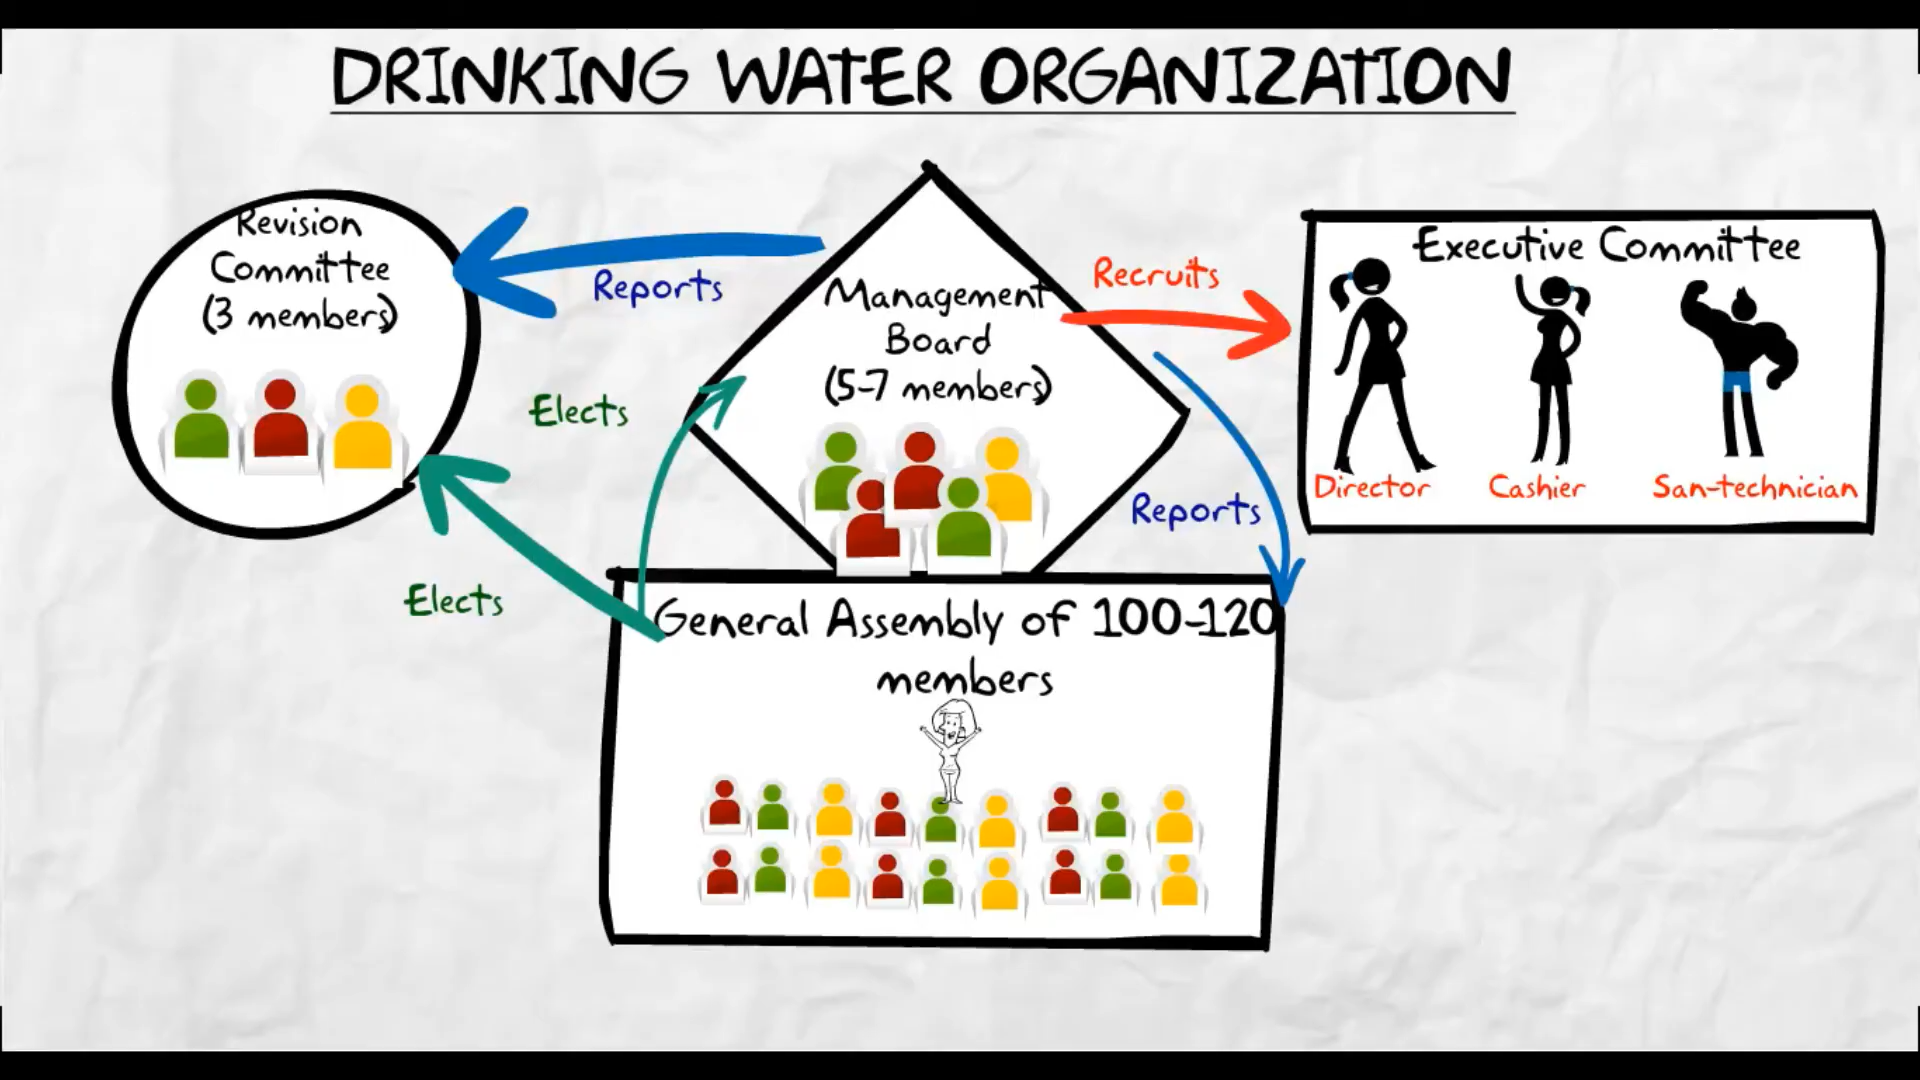 DRINKING WATER ORGANIZATION
Revision
Committee
(3 members)
Reports
Elects
Elects
Management
Board
(5-7 members)
Recruits
Reports
Executive Committee
Director
Cashier
San-technician
General Assembly of 100-120
members